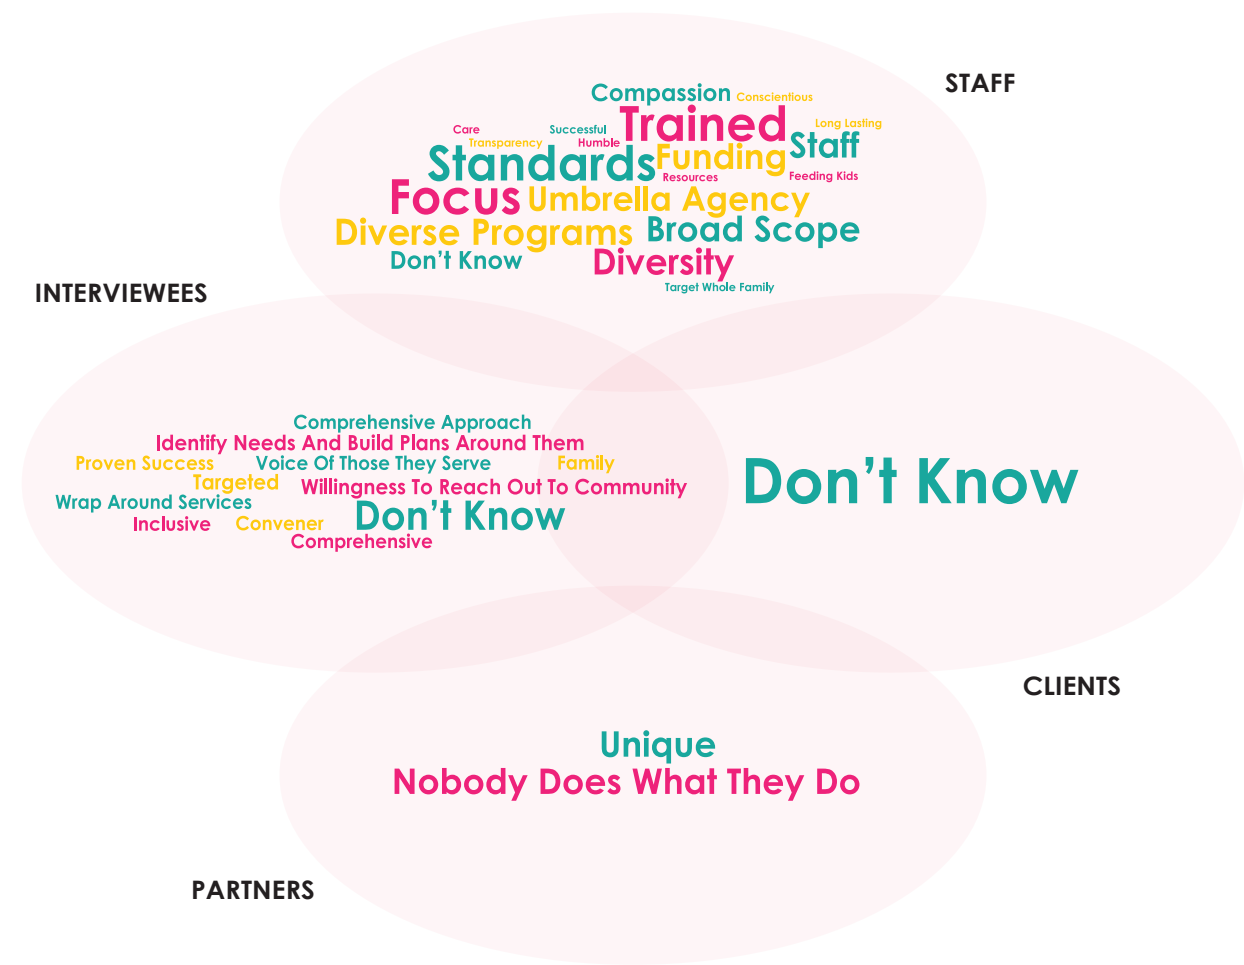 STAFF
Compassion Conscientious
Trained
Long Lasting
Care Successful
Transparency Humble
Staff
Standards Funding
Resources Feeding Kids
Focus Umbrella Agency
Diverse Programs Broad Scope
Don’t Know Diversity
Target Whole Family
INTERVIEWEES
Comprehensive Approach
Identify Needs And Build Plans Around Them
Proven Success Voice Of Those They Serve Family
Targeted Willingness To Reach Out To Community
Wrap Around Services
Inclusive Convener Don’t Know
Comprehensive
Don’t Know
CLIENTS
Unique
Nobody Does What They Do
PARTNERS